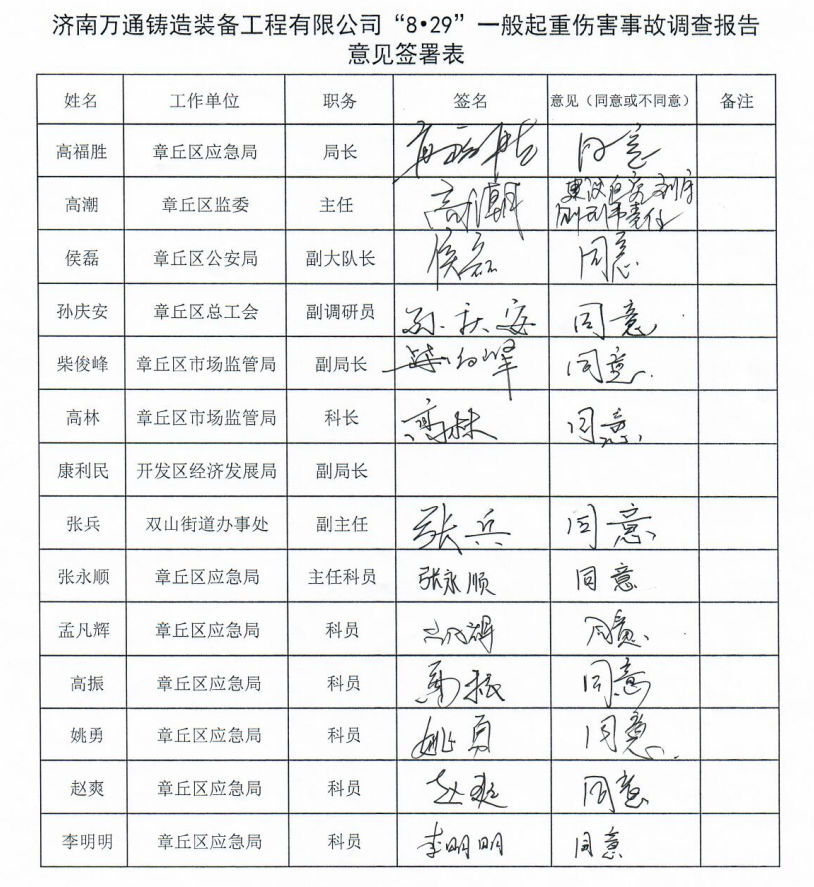 济南万通铸造装备工程有限公司“8•29”一般起重伤害事故调查报告
意见签署表
姓名 工作单位 职务 签名 意见（同意或不同意） 备注
高福胜 章丘区应急局 局长 高福胜 同意
高潮 章丘区监委 主任 高潮
侯磊 章丘区公安局 副大队长 侯磊 同意
孙庆安 章丘区总工会 副调研员 孙庆安 同意
柴俊峰 章丘区市场监管局 副局长 柴俊峰 同意
高林 章丘区市场监管局 科长 高林 同意
康利民 开发区经济发展局 副局长
张兵 双山街道办事处 副主任 张兵 同意
张永顺 章丘区应急局 主任科员 张永顺 同意
孟凡辉 章丘区应急局 科员 孟凡辉 同意
高振 章丘区应急局 科员 高振 同意
姚勇 章丘区应急局 科员 姚勇 同意
赵爽 章丘区应急局 科员 赵爽 同意
李明明 章丘区应急局 科员 李明明 同意